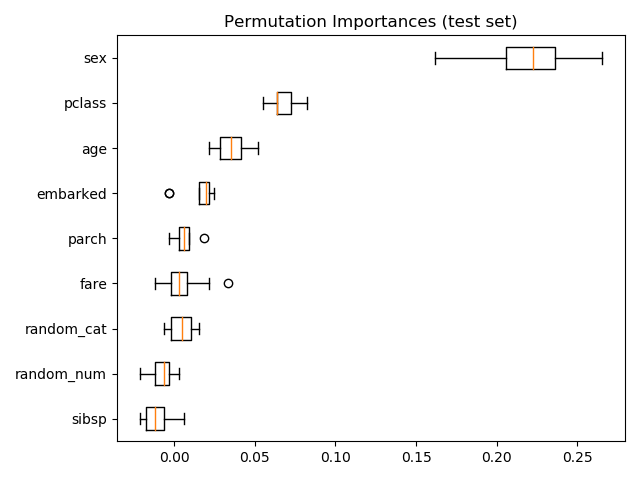 Permutation Importances (test set)
sex
pclass
age
embarked
parch
fare
random_cat
random_num
sibsp
0.00 0.05 0.10 0.15 0.20 0.25